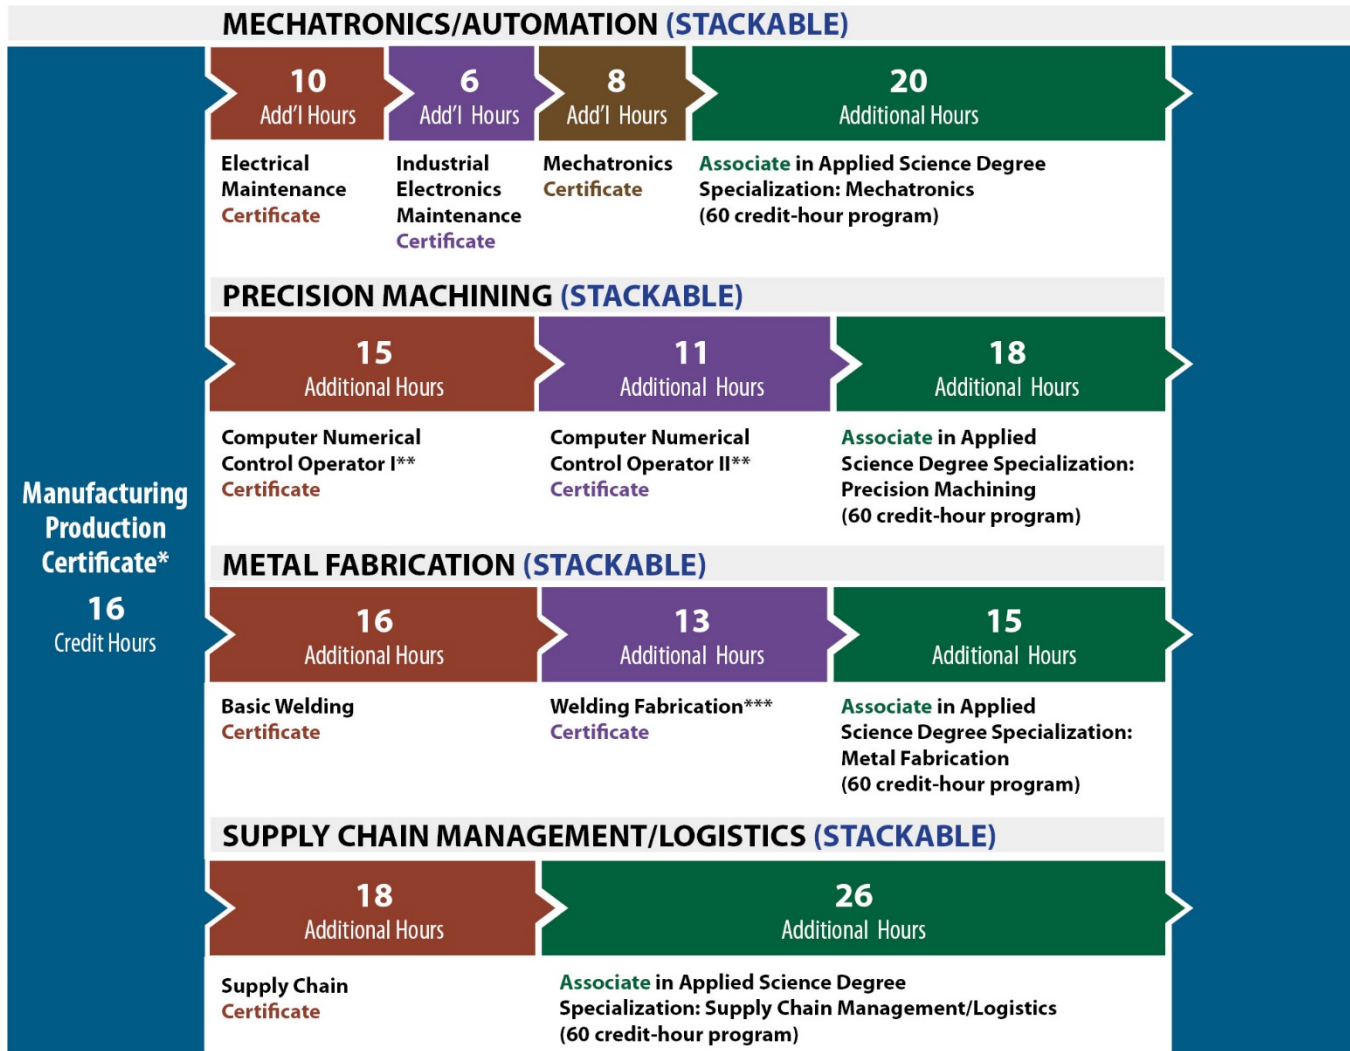 MECHATRONICS/AUTOMATION (STACKABLE)
10
Add'l Hours
6
Add'l Hours
8
Add'l Hours
20
Additional Hours
Electrical
Maintenance
Certificate
Industrial
Electronics
Maintenance
Certificate
Mechatronics
Certificate
Associate in Applied Science Degree
Specialization: Mechatronics
(60 credit-hour program)
PRECISION MACHINING (STACKABLE)
15
Additional Hours
11
Additional Hours
18
Additional Hours
Computer Numerical
Control Operator I**
Certificate
Computer Numerical
Control Operator II**
Certificate
Associate in Applied
Science Degree Specialization:
Precision Machining
(60 credit-hour program)
Manufacturing
Production
Certificate*
16
Credit Hours
METAL FABRICATION (STACKABLE)
16
Additional Hours
13
Additional Hours
15
Additional Hours
Basic Welding
Certificate
Welding Fabrication***
Certificate
Associate in Applied
Science Degree Specialization:
Metal Fabrication
(60 credit-hour program)
SUPPLY CHAIN MANAGEMENT/LOGISTICS (STACKABLE)
18
Additional Hours
26
Additional Hours
Supply Chain
Certificate
Associate in Applied Science Degree
Specialization: Supply Chain Management/Logistics
(60 credit-hour program)